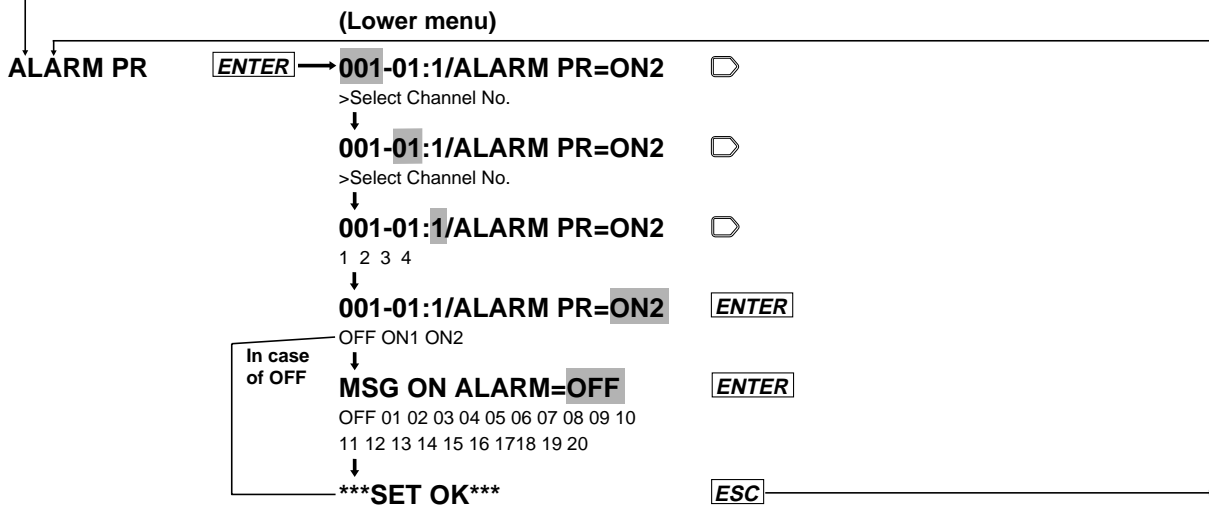 (Lower menu)
ALARM PR ENTER 001-01:1/ALARM PR=ON2
>Select Channel No.
001-01:1/ALARM PR=ON2
>Select Channel No.
001-01:1/ALARM PR=ON2
1 2 3 4
001-01:1/ALARM PR=ON2 ENTER
OFF ON1 ON2
In case
of OFF
MSG ON ALARM=OFF ENTER
OFF 01 02 03 04 05 06 07 08 09 10
11 12 13 14 15 16 1718 19 20
***SET OK*** ESC